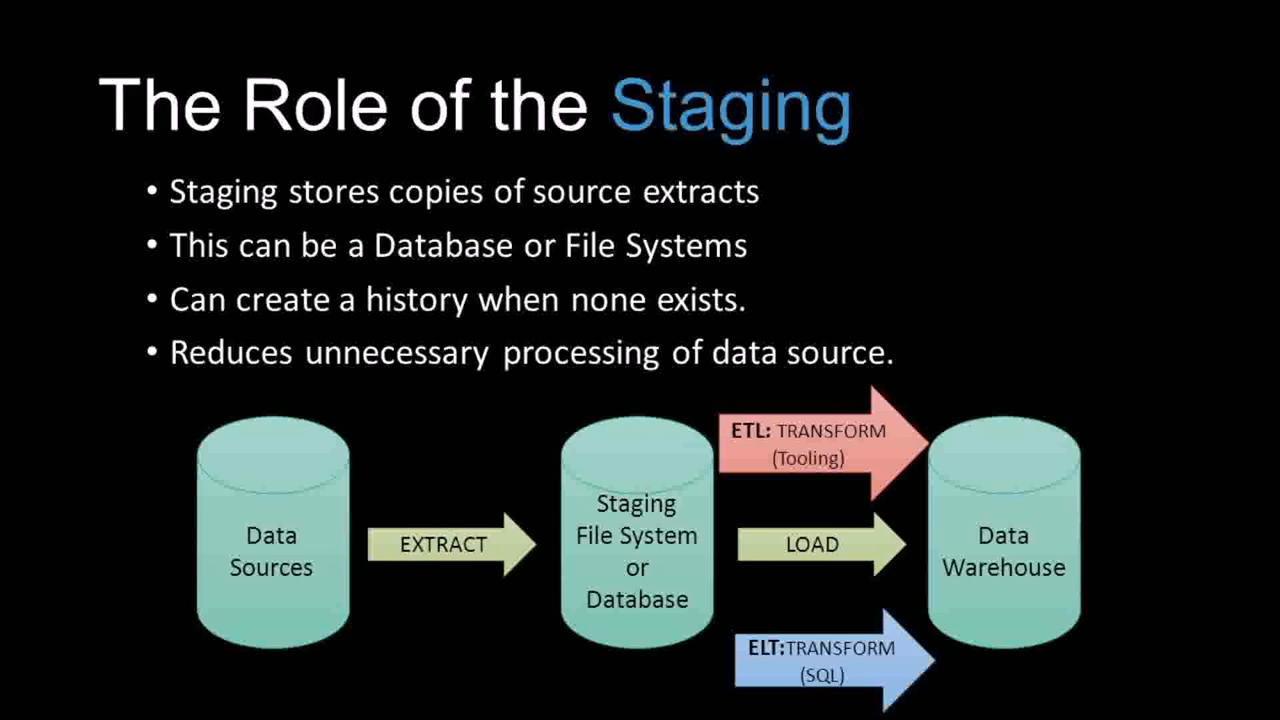 The Role of the Staging
• Staging stores copies of source extracts
• This can be a Database or File Systems
• Can create a history when none exists.
• Reduces unnecessary processing of data source.
Data
Sources
EXTRACT
Staging
File System
or
Database
ETL: TRANSFORM
(Tooling)
LOAD
ELT:TRANSFORM
(SQL)
Data
Warehouse